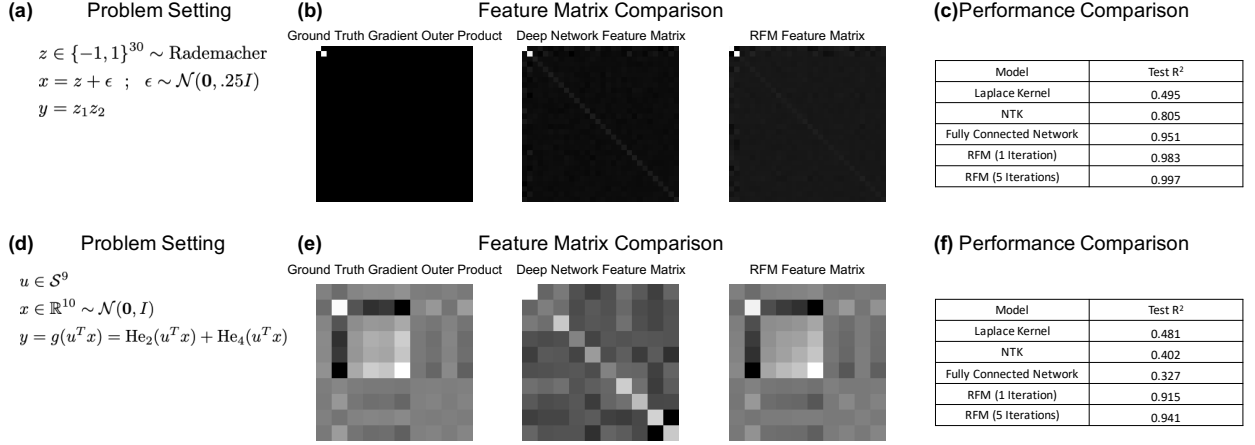 (a) Problem Setting
z ∈ {−1, 1}³⁰ ∼ Rademacher
x = z + ϵ ; ϵ ∼ 𝒩(𝟎, .25I)
y = z₁z₂
(b) Feature Matrix Comparison
Ground Truth Gradient Outer Product Deep Network Feature Matrix RFM Feature Matrix
(c) Performance Comparison
Model Test R²
Laplace Kernel 0.495
NTK 0.805
Fully Connected Network 0.951
RFM (1 Iteration) 0.983
RFM (5 Iterations) 0.997
(d) Problem Setting
u ∈ 𝒮⁹
x ∈ ℝ¹⁰ ∼ 𝒩(𝟎, I)
y = g(uᵀx) = He₂(uᵀx) + He₄(uᵀx)
(e) Feature Matrix Comparison
Ground Truth Gradient Outer Product Deep Network Feature Matrix RFM Feature Matrix
(f) Performance Comparison
Model Test R²
Laplace Kernel 0.481
NTK 0.402
Fully Connected Network 0.327
RFM (1 Iteration) 0.915
RFM (5 Iterations) 0.941